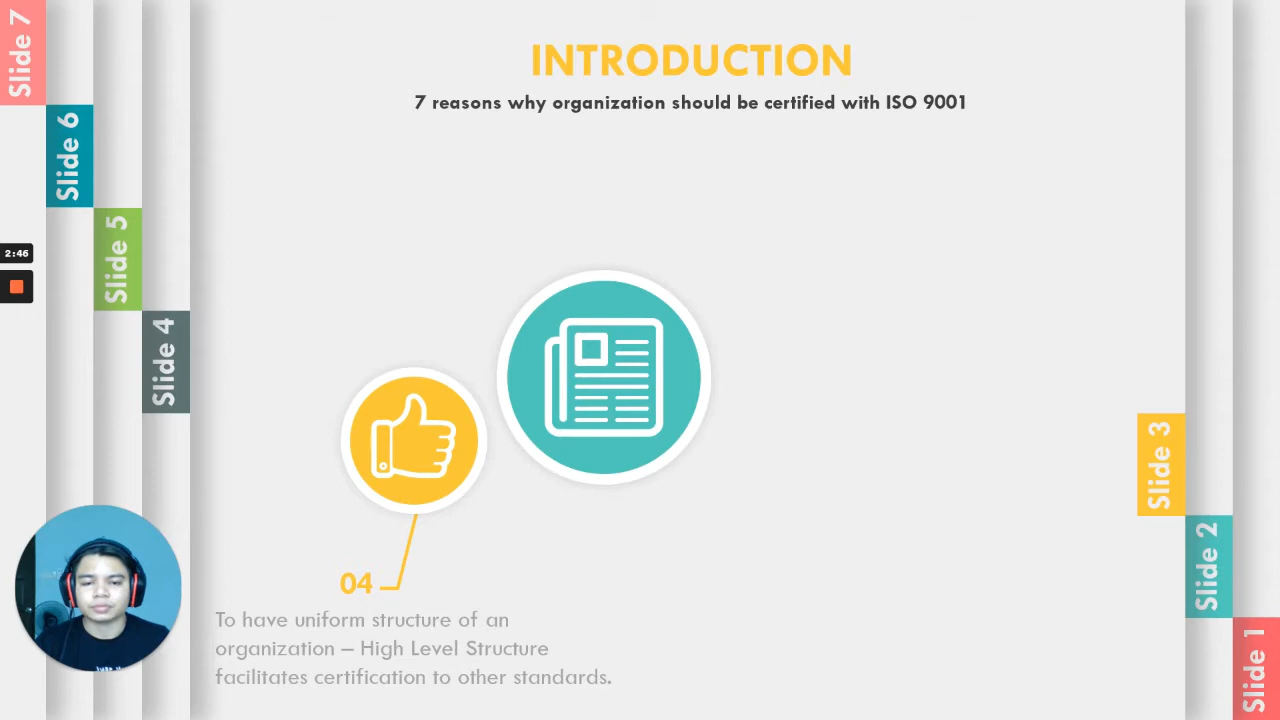 INTRODUCTION
7 reasons why organization should be certified with ISO 9001
Slide 7
Slide 6
Slide 5
Slide 4
2:46
04
To have uniform structure of an
organization – High Level Structure
facilitates certification to other standards.
Slide 3
Slide 2
Slide 1